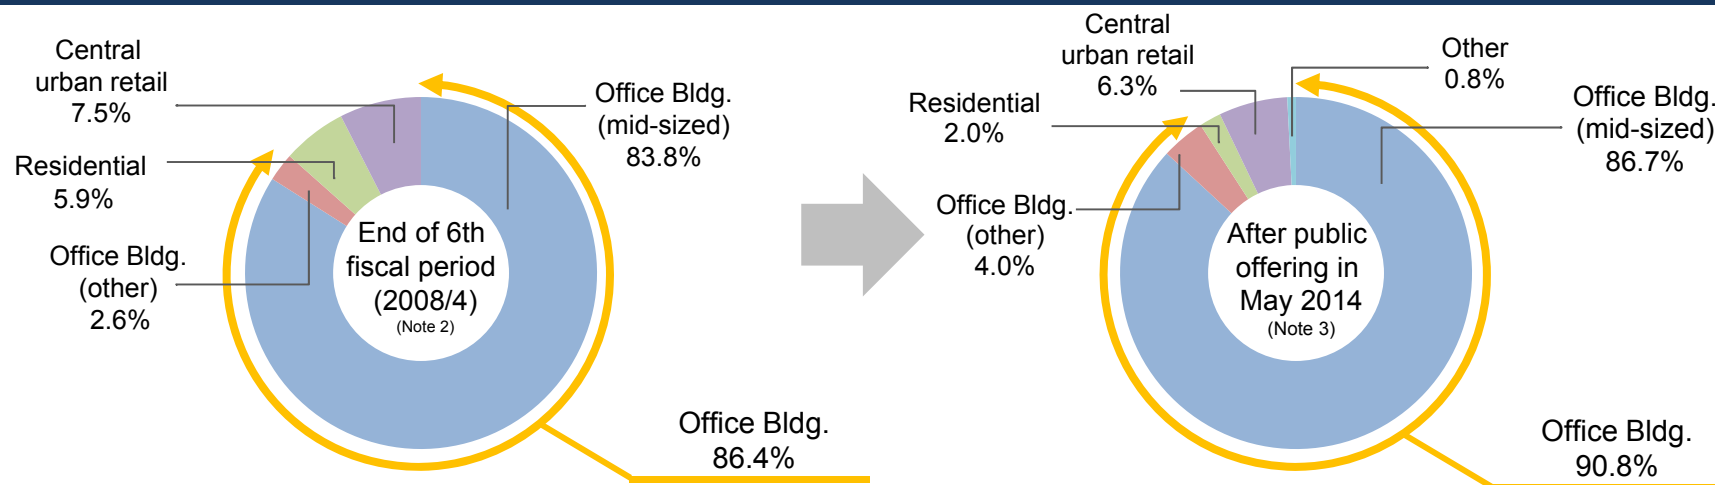 Central
urban retail
7.5%
Office Bldg.
(mid-sized)
83.8%
Residential
5.9%
Office Bldg.
(other)
2.6%
End of 6th
fiscal period
(2008/4)
(Note 2)
Office Bldg.
86.4%
Central
urban retail
6.3%
Other
0.8%
Residential
2.0%
Office Bldg.
(mid-sized)
86.7%
Office Bldg.
(other)
4.0%
After public
offering in
May 2014
(Note 3)
Office Bldg.
90.8%